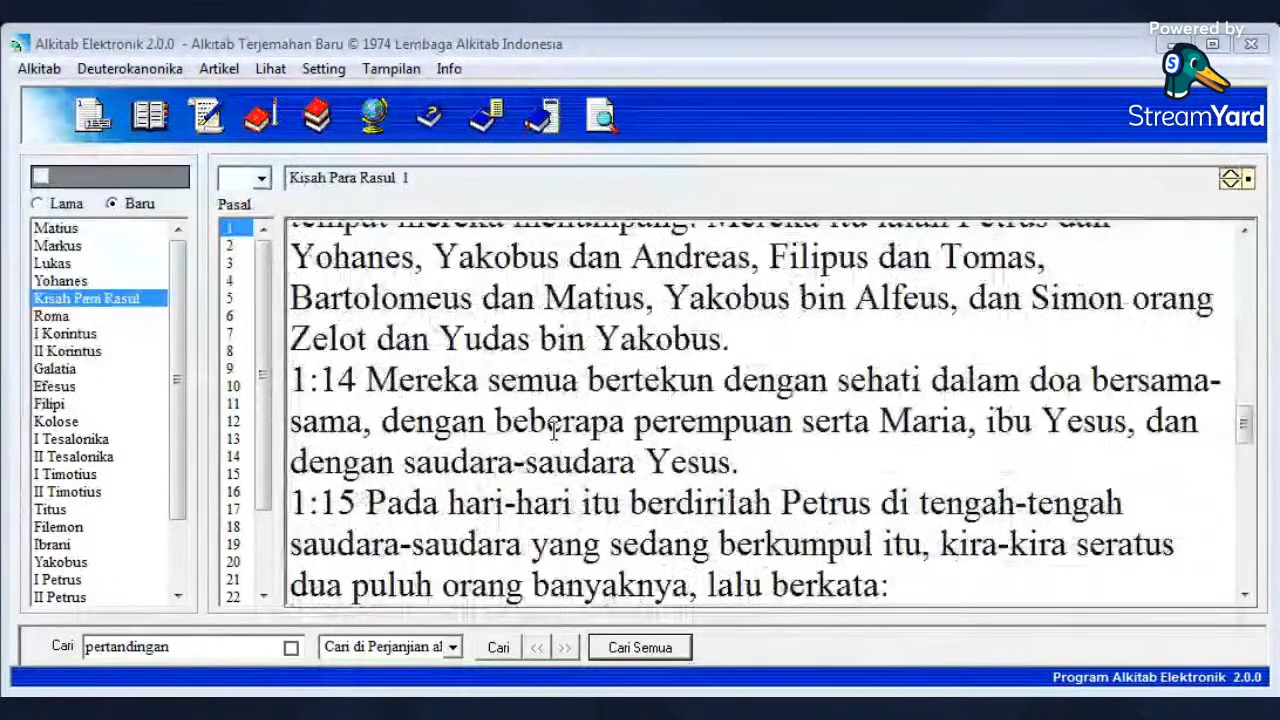 Powered by
StreamYard
Alkitab Elektronik 2.0.0 - Alkitab Terjemahan Baru © 1974 Lembaga Alkitab Indonesia
Alkitab Deuterokanonika Artikel Lihat Setting Tampilan Info
Kisah Para Rasul 1
Lama Baru
Pasal
Matius
Markus
Lukas
Yohanes
Kisah Para Rasul
Roma
I Korintus
II Korintus
Galatia
Efesus
Filipi
Kolose
I Tesalonika
II Tesalonika
I Timotius
II Timotius
Titus
Filemon
Ibrani
Yakobus
I Petrus
II Petrus
1
2
3
4
5
6
7
8
9
10
11
12
13
14
15
16
17
18
19
20
21
22
tempat mereka menumpang. Mereka itu ialah Petrus dan
Yohanes, Yakobus dan Andreas, Filipus dan Tomas,
Bartolomeus dan Matius, Yakobus bin Alfeus, dan Simon orang
Zelot dan Yudas bin Yakobus.
1:14 Mereka semua bertekun dengan sehati dalam doa bersama-
sama, dengan beberapa perempuan serta Maria, ibu Yesus, dan
dengan saudara-saudara Yesus.
1:15 Pada hari-hari itu berdirilah Petrus di tengah-tengah
saudara-saudara yang sedang berkumpul itu, kira-kira seratus
dua puluh orang banyaknya, lalu berkata:
Cari pertandingan Cari di Perjanjian al Cari << >> Cari Semua
Program Alkitab Elektronik 2.0.0